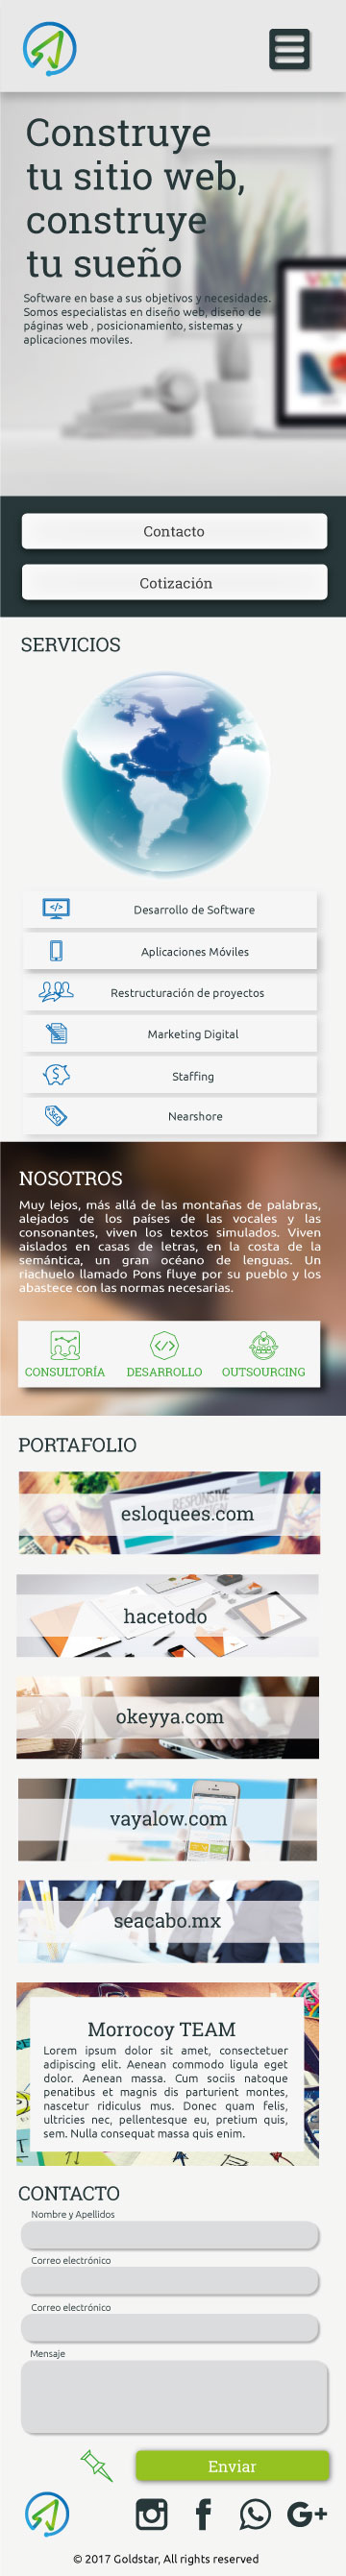 Construye
tu sitio web,
construye
tu sueño
Software en base a sus objetivos y necesidades.
Somos especialistas en diseño web, diseño de
páginas web , posicionamiento, sistemas y
aplicaciones moviles.
Contacto
Cotización
SERVICIOS
Desarrollo de Software
Aplicaciones Móviles
Restructuración de proyectos
Marketing Digital
Staffing
SEO
Nearshore
NOSOTROS
Muy lejos, más allá de las montañas de palabras,
alejados de los países de las vocales y las
consonantes, viven los textos simulados. Viven
aislados en casas de letras, en la costa de la
semántica, un gran océano de lenguas. Un
riachuelo llamado Pons fluye por su pueblo y los
abastece con las normas necesarias.
CONSULTORÍA DESARROLLO OUTSOURCING
PORTAFOLIO
RESPONSIVE
DESIGN
esloquees.com
hacetodo
okeyya.com
vayalow.com
seacabo.mx
Morrocoy TEAM
Lorem ipsum dolor sit amet, consectetuer
adipiscing elit. Aenean commodo ligula eget
dolor. Aenean massa. Cum sociis natoque
penatibus et magnis dis parturient montes,
nascetur ridiculus mus. Donec quam felis,
ultricies nec, pellentesque eu, pretium quis,
sem. Nulla consequat massa quis enim.
CONTACTO
Nombre y Apellidos
Correo electrónico
Correo electrónico
Mensaje
Enviar
G+
© 2017 Goldstar, All rights reserved